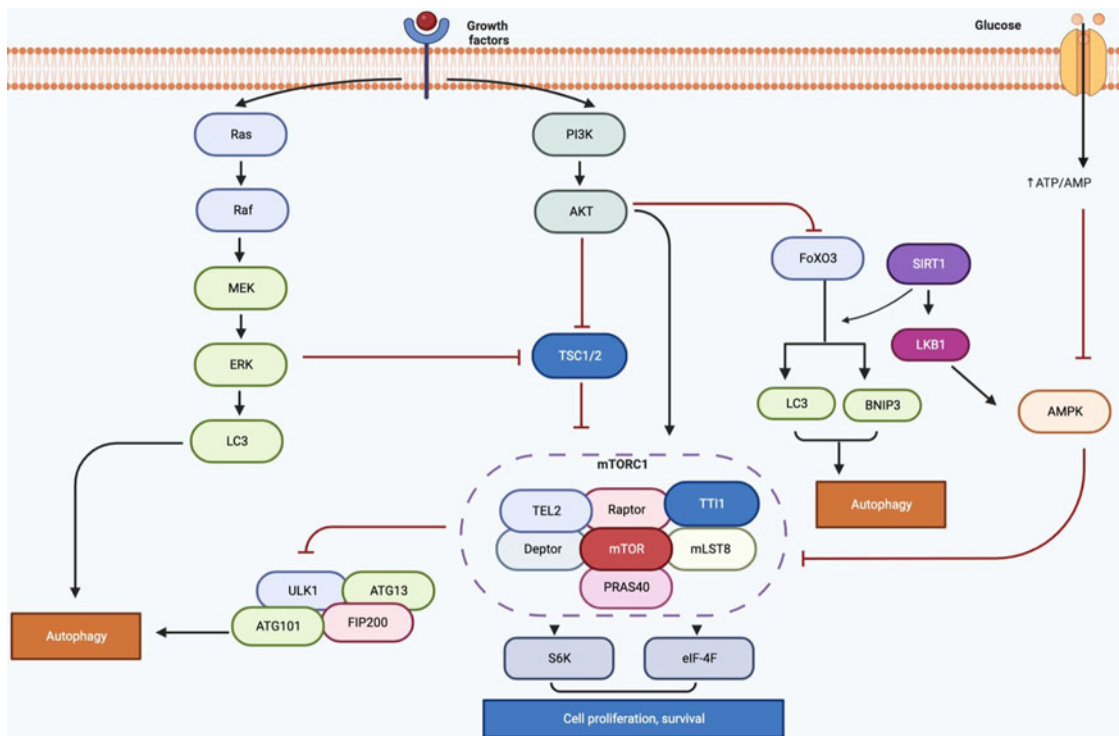 Growth
factors
Glucose
Ras
PI3K
↑ATP/AMP
Raf
AKT
FoXO3
SIRT1
MEK
TSC1/2
LKB1
ERK
LC3
BNIP3
AMPK
LC3
mTORC1
TEL2
Raptor
TTI1
Autophagy
Deptor
mTOR
mLST8
PRAS40
ULK1
ATG13
ATG101
FIP200
Autophagy
S6K
eIF-4F
Cell proliferation, survival